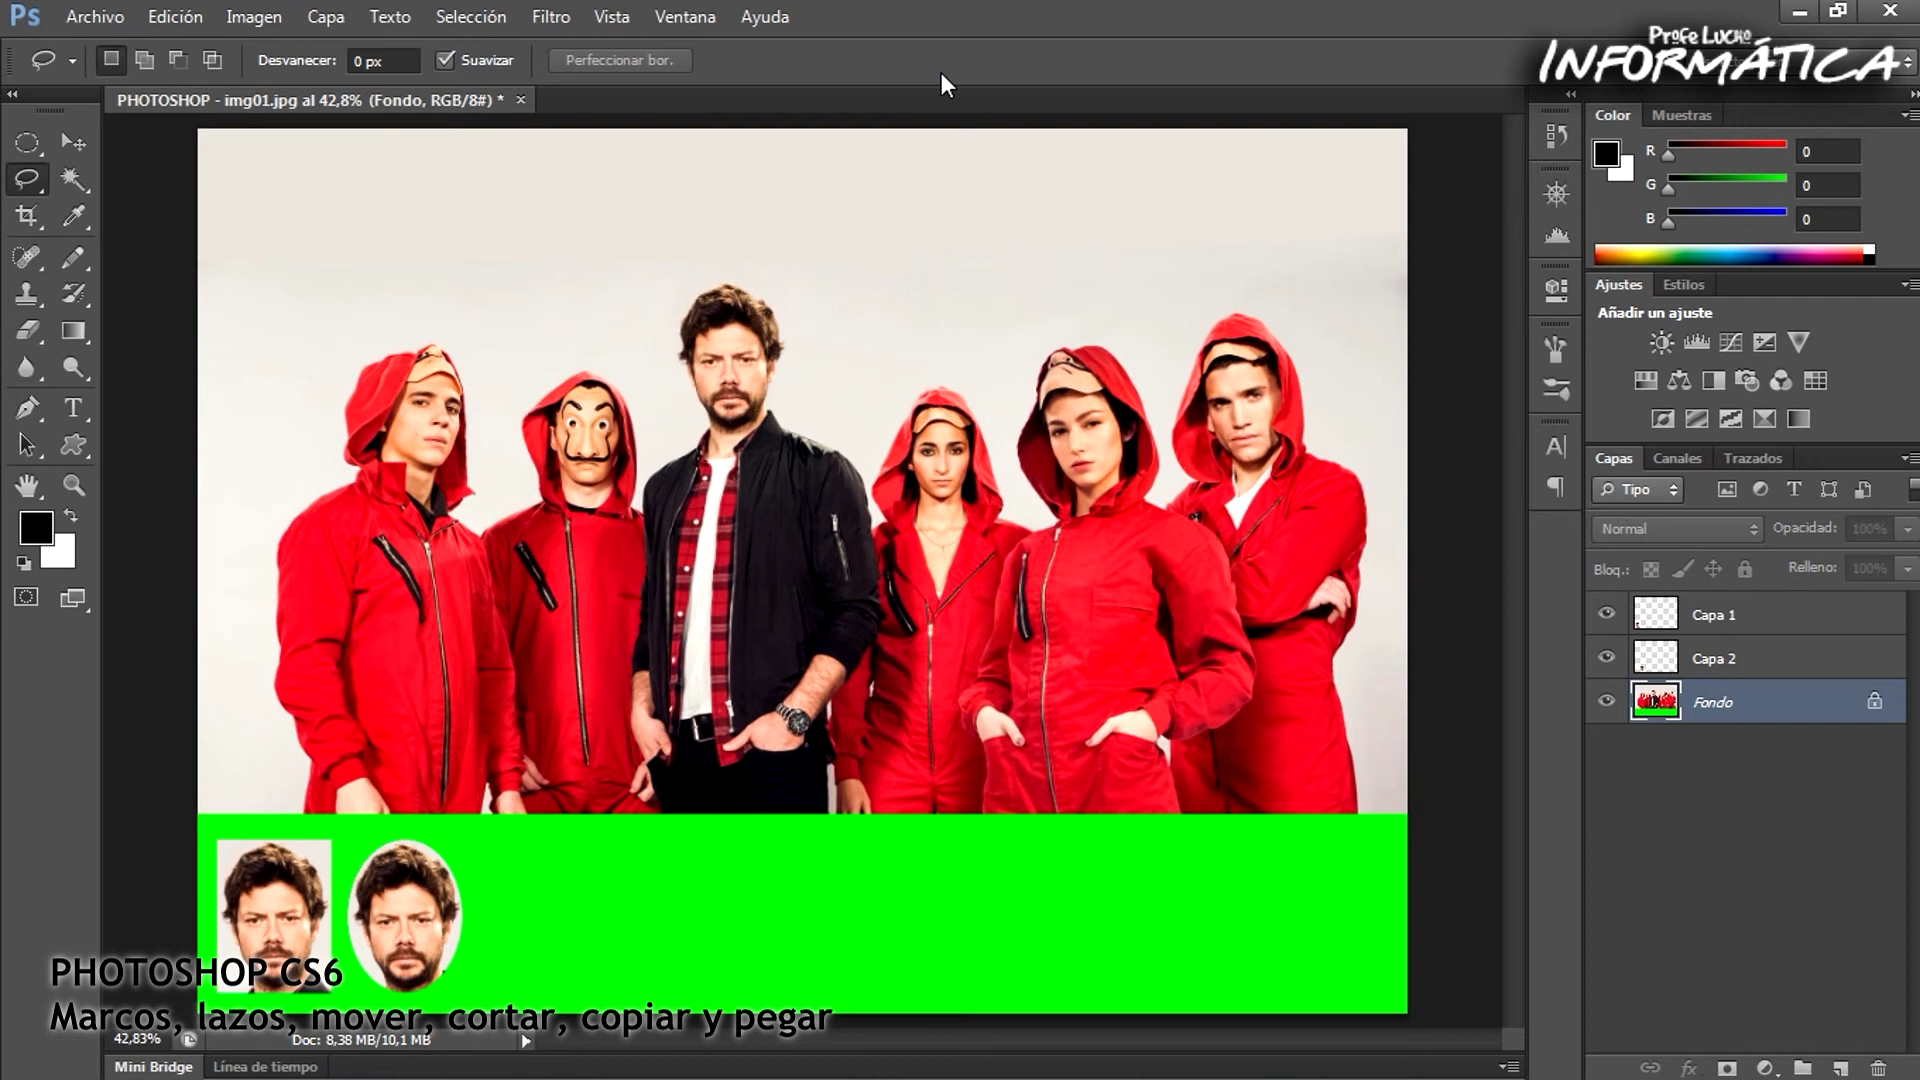 Ps Archivo Edición Imagen Capa Texto Selección Filtro Vista Ventana Ayuda
Profe Lucho
INFORMÁTICA
Desvanecer: 0 px Suavizar Perfeccionar bor.
PHOTOSHOP - img01.jpg al 42,8% (Fondo, RGB/8#) * ×
Color Muestras
R 0
G 0
B 0
Ajustes Estilos
Añadir un ajuste
Capas Canales Trazados
Tipo
Normal Opacidad: 100%
Bloq.: Relleno: 100%
Capa 1
Capa 2
Fondo
PHOTOSHOP CS6
Marcos, lazos, mover, cortar, copiar y pegar
42,83% Doc: 8,38 MB/10,1 MB
Mini Bridge Línea de tiempo